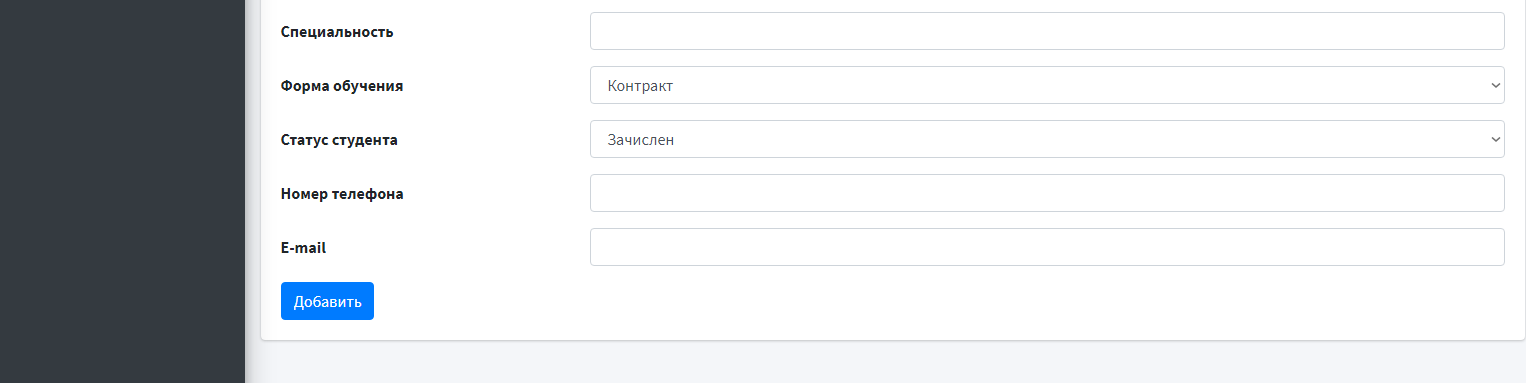 Специальность
Форма обучения
Контракт
Статус студента
Зачислен
Номер телефона
E-mail
Добавить